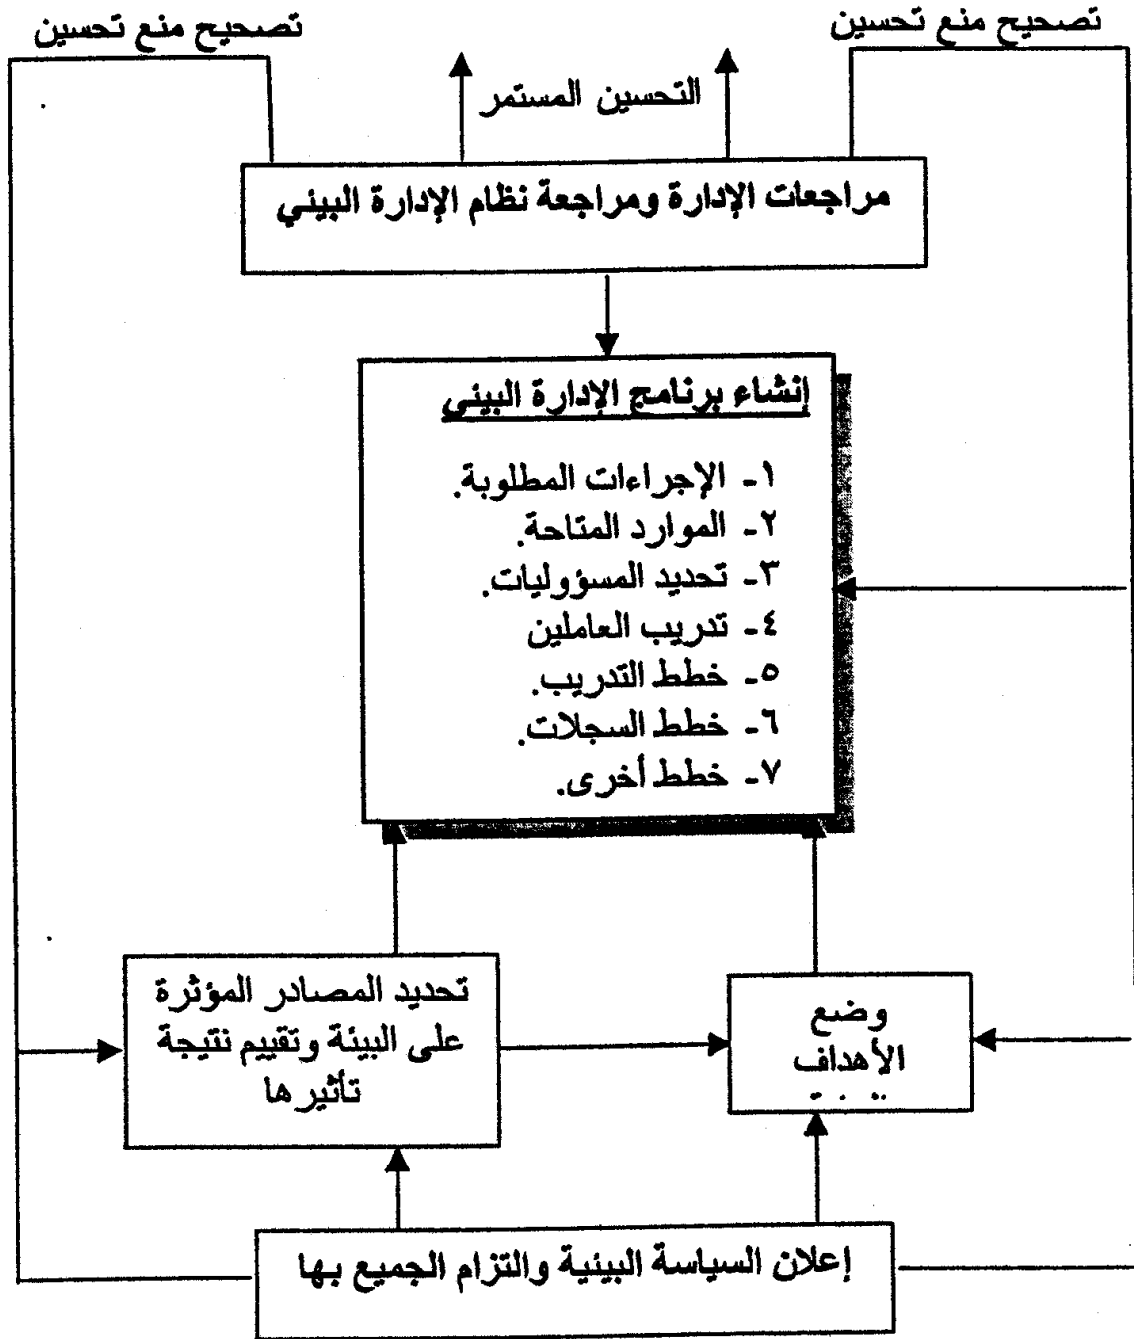 تصحيح منع تحسين
تصحيح منع تحسين
التحسين المستمر
مراجعات الإدارة ومراجعة نظام الإدارة البيئي
إنشاء برنامج الإدارة البيئي
١- الإجراءات المطلوبة.
٢- الموارد المتاحة.
٣- تحديد المسؤوليات.
٤- تدريب العاملين
٥- خطط التدريب.
٦- خطط السجلات.
٧- خطط أخرى.
وضع
الأهداف
تحديد المصادر المؤثرة
على البيئة وتقييم نتيجة
تأثيرها
إعلان السياسة البيئية والتزام الجميع بها